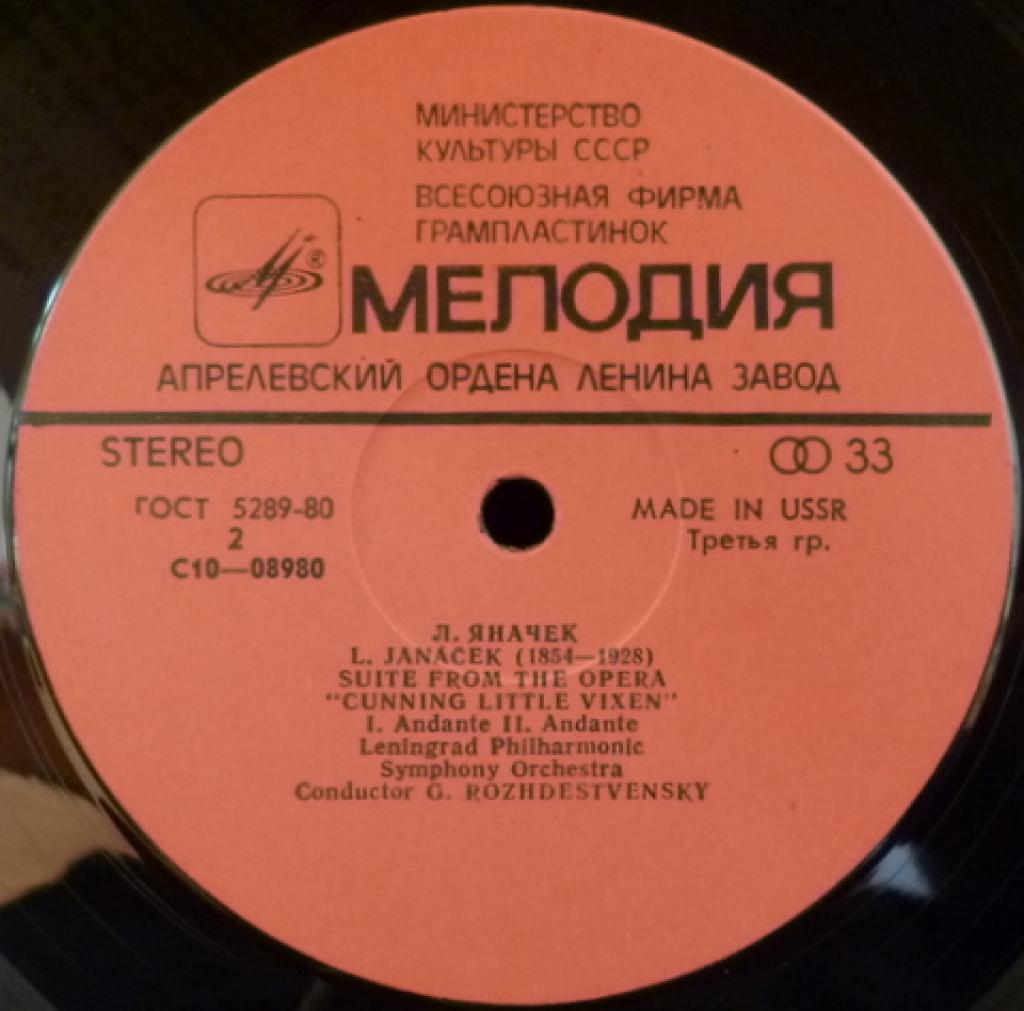 МИНИСТЕРСТВО
КУЛЬТУРЫ СССР
ВСЕСОЮЗНАЯ ФИРМА
ГРАМПЛАСТИНОК
®
МЕЛОДИЯ
АПРЕЛЕВСКИЙ ОРДЕНА ЛЕНИНА ЗАВОД
STEREO 33
ГОСТ 5289-80 MADE IN USSR
2 Третья гр.
С10—08980
Л. ЯНАЧЕК
L. JANACEK (1854—1928)
SUITE FROM THE OPERA
"CUNNING LITTLE VIXEN"
I. Andante II. Andante
Leningrad Philharmonic
Symphony Orchestra
Conductor G. ROZHDESTVENSKY